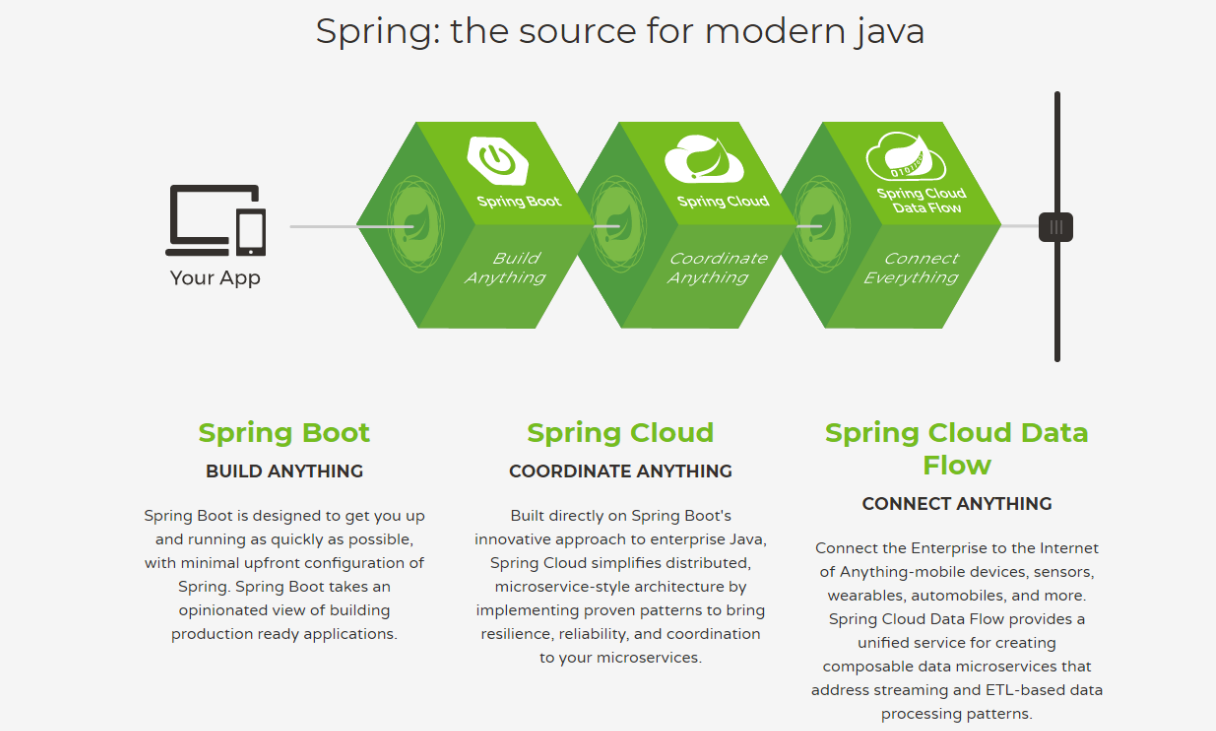 Spring: the source for modern java
Your App
Spring Boot
Build
Anything
Spring Cloud
Coordinate
Anything
Spring Cloud
Data Flow
Connect
Everything
Spring Boot
BUILD ANYTHING
Spring Boot is designed to get you up
and running as quickly as possible,
with minimal upfront configuration of
Spring. Spring Boot takes an
opinionated view of building
production ready applications.
Spring Cloud
COORDINATE ANYTHING
Built directly on Spring Boot's
innovative approach to enterprise Java,
Spring Cloud simplifies distributed,
microservice-style architecture by
implementing proven patterns to bring
resilience, reliability, and coordination
to your microservices.
Spring Cloud Data
Flow
CONNECT ANYTHING
Connect the Enterprise to the Internet
of Anything-mobile devices, sensors,
wearables, automobiles, and more.
Spring Cloud Data Flow provides a
unified service for creating
composable data microservices that
address streaming and ETL-based data
processing patterns.